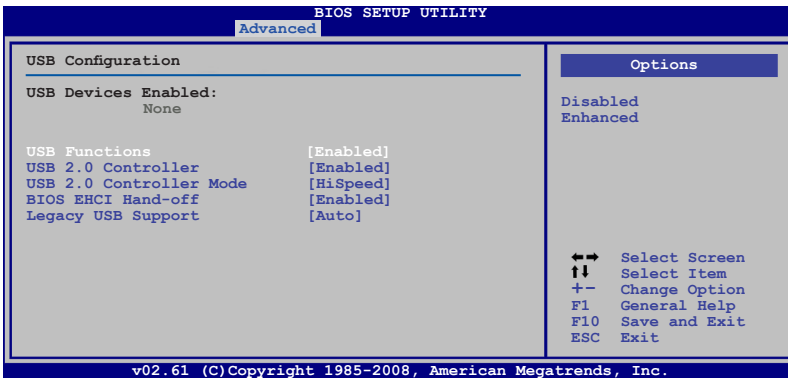 BIOS SETUP UTILITY
Advanced
USB Configuration
USB Devices Enabled:
None
USB Functions [Enabled]
USB 2.0 Controller [Enabled]
USB 2.0 Controller Mode [HiSpeed]
BIOS EHCI Hand-off [Enabled]
Legacy USB Support [Auto]
Options
Disabled
Enhanced
←→ Select Screen
↑↓ Select Item
+- Change Option
F1 General Help
F10 Save and Exit
ESC Exit
v02.61 (C)Copyright 1985-2008, American Megatrends, Inc.